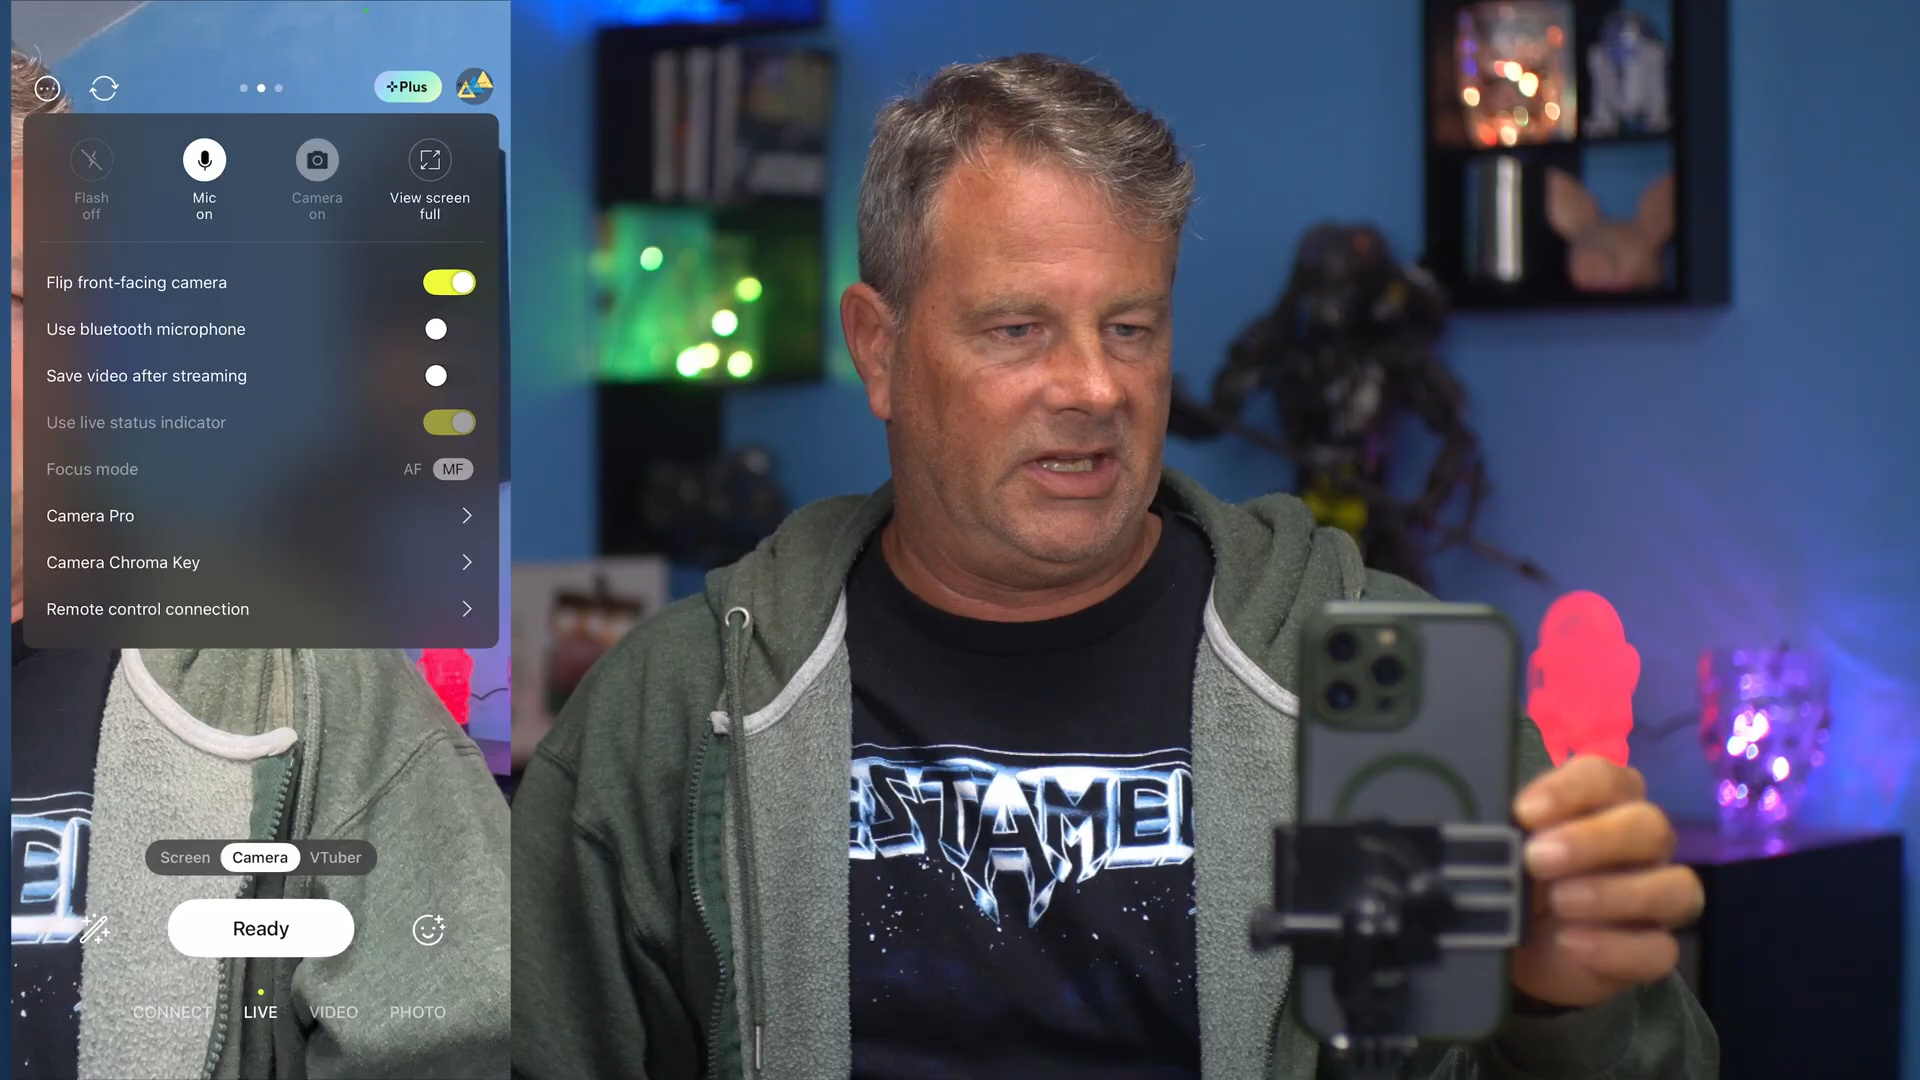 Plus
Flash off
Mic on
Camera on
View screen full
Flip front-facing camera
Use bluetooth microphone
Save video after streaming
Use live status indicator
Focus mode AF MF
Camera Pro
Camera Chroma Key
Remote control connection
Screen Camera VTuber
Ready
CONNECT LIVE VIDEO PHOTO